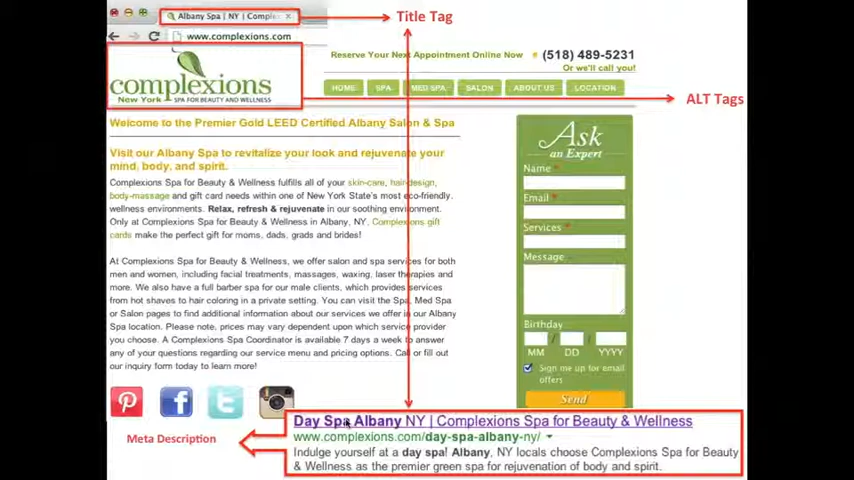 Albany Spa | NY | Comple
Title Tag
www.complexions.com
Reserve Your Next Appointment Online Now
(518) 489-5231
Or we'll call you!
complexions
New York SPA FOR BEAUTY AND WELLNESS
HOME
SPA
MED SPA
SALON
ABOUT US
LOCATION
ALT Tags
Welcome to the Premier Gold LEED Certified Albany Salon & Spa
Visit our Albany Spa to revitalize your look and rejuvenate your
mind, body, and spirit.
Complexions Spa for Beauty & Wellness fulfills all of your skin-care, hair-design,
body-massage and gift card needs within one of New York State's most eco-friendly,
wellness environments. Relax, refresh & rejuvenate in our soothing environment.
Only at Complexions Spa for Beauty & Wellness in Albany, NY. Complexions gift
cards make the perfect gift for moms, dads, grads and brides!
At Complexions Spa for Beauty & Wellness, we offer salon and spa services for both
men and women, including facial treatments, massages, waxing, laser therapies and
more. We also have a full barber spa for our male clients, which provides services
from hot shaves to hair coloring in a private setting. You can visit the Spa, Med Spa
or Salon pages to find additional information about our services we offer in our Albany
Spa location. Please note, prices may vary dependent upon which service provider
you choose. A Complexions Spa Coordinator is available 7 days a week to answer
any of your questions regarding our service menu and pricing options. Call or fill out
our inquiry form today to learn more!
Ask
an Expert
Name *
Email *
Services *
Message
Birthday
/ /
MM DD YYYY
Sign me up for email
offers
Send
Meta Description
Day Spa Albany NY | Complexions Spa for Beauty & Wellness
www.complexions.com/day-spa-albany-ny/
Indulge yourself at a day spa! Albany, NY locals choose Complexions Spa for Beauty
& Wellness as the premier green spa for rejuvenation of body and spirit.